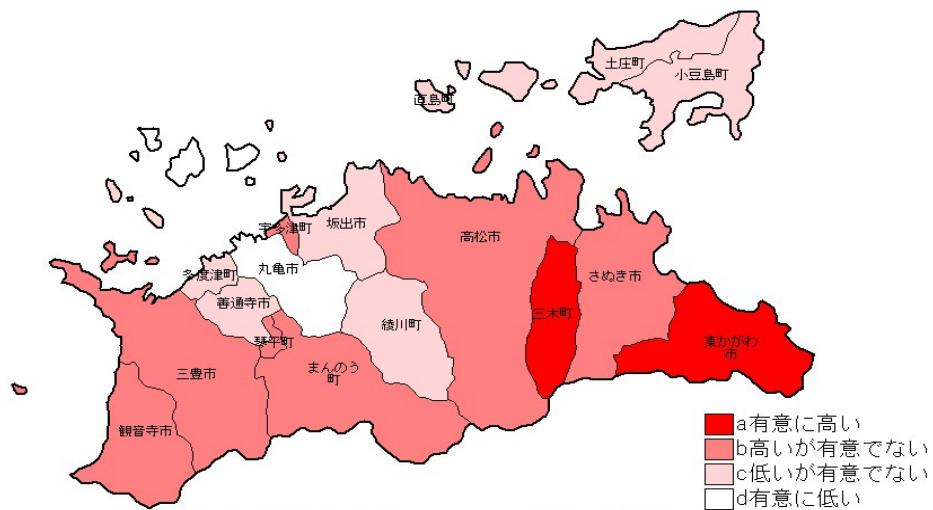 土庄町
小豆島町
直島町
宇多津町
坂出市
高松市
丸亀市
多度津町
さぬき市
善通寺市
三木町
綾川町
琴平町
東かがわ
市
まんのう
町
三豊市
観音寺市
a有意に高い
b高いが有意でない
c低いが有意でない
d有意に低い